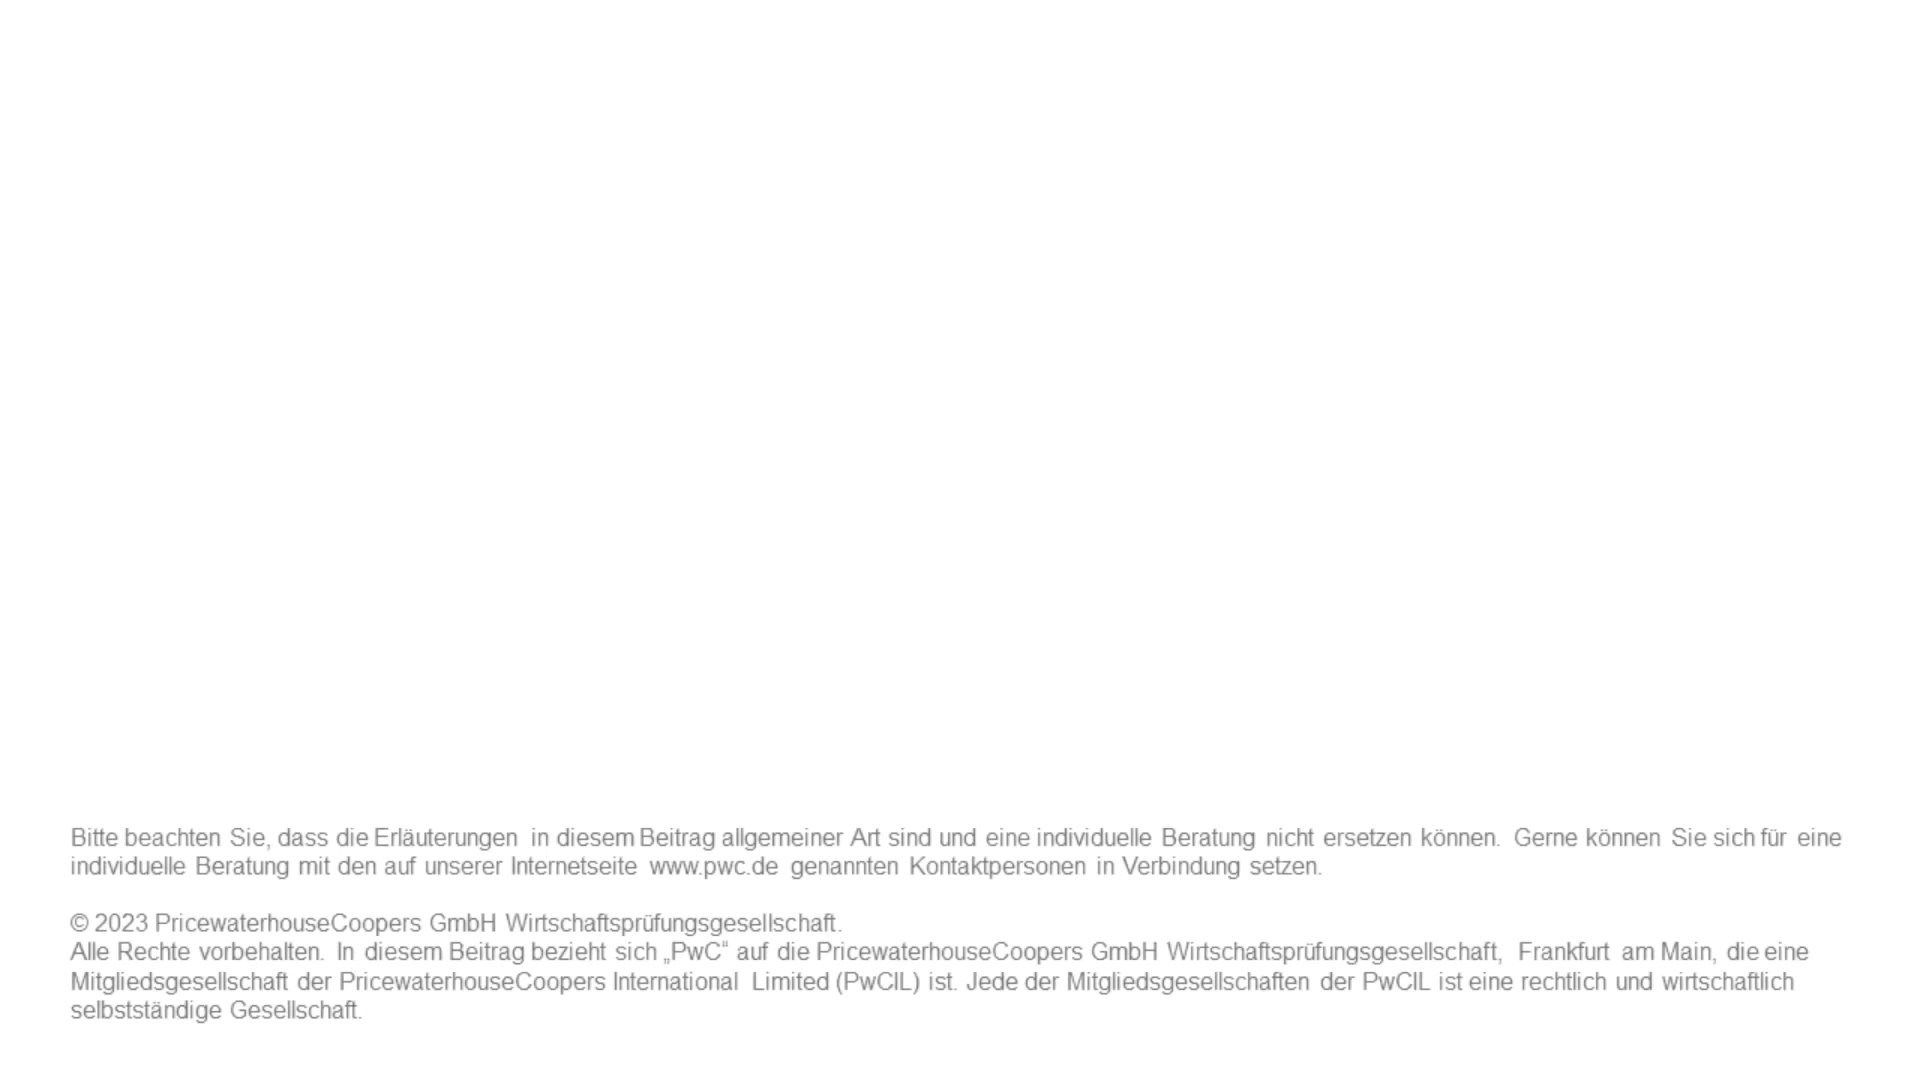 Bitte beachten Sie, dass die Erläuterungen in diesem Beitrag allgemeiner Art sind und eine individuelle Beratung nicht ersetzen können. Gerne können Sie sich für eine
individuelle Beratung mit den auf unserer Internetseite www.pwc.de genannten Kontaktpersonen in Verbindung setzen.
© 2023 PricewaterhouseCoopers GmbH Wirtschaftsprüfungsgesellschaft.
Alle Rechte vorbehalten. In diesem Beitrag bezieht sich „PwC“ auf die PricewaterhouseCoopers GmbH Wirtschaftsprüfungsgesellschaft, Frankfurt am Main, die eine
Mitgliedsgesellschaft der PricewaterhouseCoopers International Limited (PwCIL) ist. Jede der Mitgliedsgesellschaften der PwCIL ist eine rechtlich und wirtschaftlich
selbstständige Gesellschaft.